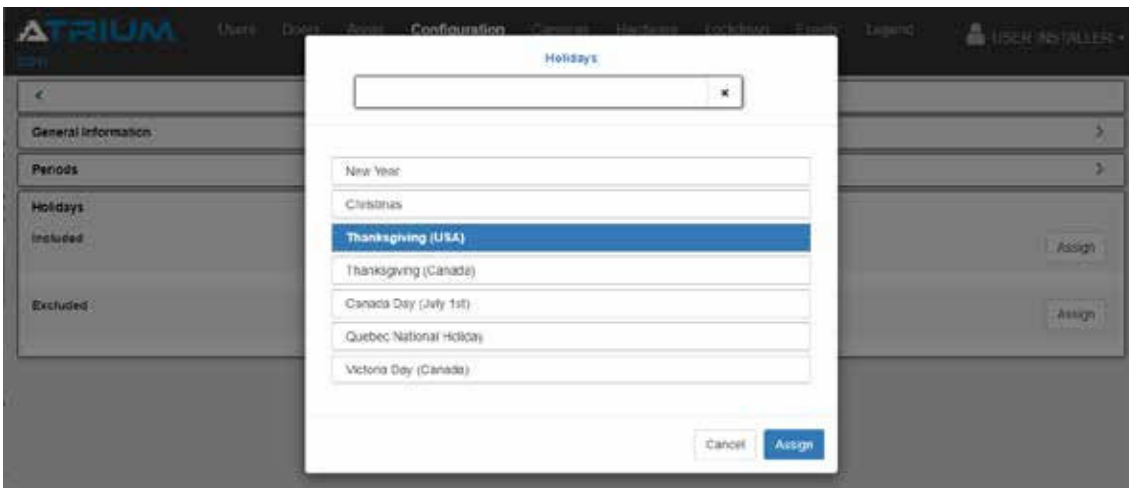 ATRIUM
Users Doors Areas Configuration Cameras Hardware Lockdown Events Legend USER INSTALLER
Holidays
General Information
Periods
Holidays
Included
Assign
Excluded
Assign
New Year
Christmas
Thanksgiving (USA)
Thanksgiving (Canada)
Canada Day (July 1st)
Quebec National Holiday
Victoria Day (Canada)
Cancel Assign